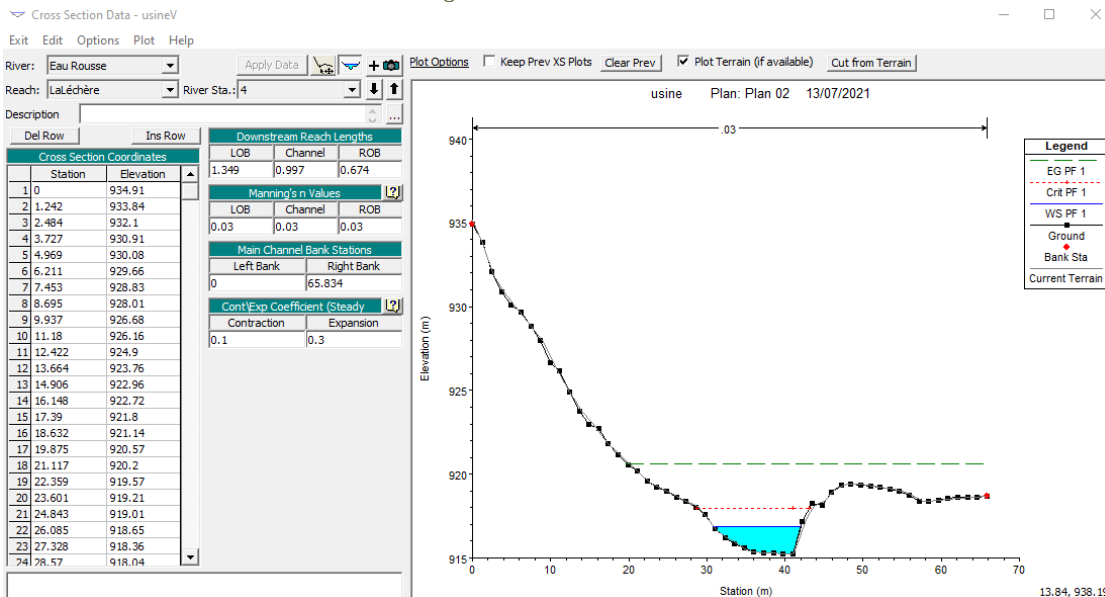 Cross Section Data - usineV
Exit Edit Options Plot Help
River: Eau Rousse Apply Data
Plot Options Keep Prev XS Plots Clear Prev Plot Terrain (if available) Cut from Terrain
Reach: LaLéchère River Sta.: 4
Description ...
Del Row Ins Row
Cross Section Coordinates
Station Elevation
1 0 934.91
2 1.242 933.84
3 2.484 932.1
4 3.727 930.91
5 4.969 930.08
6 6.211 929.66
7 7.453 928.83
8 8.695 928.01
9 9.937 926.68
10 11.18 926.16
11 12.422 924.9
12 13.664 923.76
13 14.906 922.96
14 16.148 922.72
15 17.39 921.8
16 18.632 921.14
17 19.875 920.57
18 21.117 920.2
19 22.359 919.57
20 23.601 919.21
21 24.843 919.01
22 26.085 918.65
23 27.328 918.36
24 28.57 918.04
Downstream Reach Lengths
LOB Channel ROB
1.349 0.997 0.674
Manning's n Values
LOB Channel ROB
0.03 0.03 0.03
Main Channel Bank Stations
Left Bank Right Bank
0 65.834
Cont\Exp Coefficient (Steady
Contraction Expansion
0.1 0.3
usine Plan: Plan 02 13/07/2021
.03
940
935
930
925
920
915
Elevation (m)
0 10 20 30 40 50 60 70
Station (m)
Legend
EG PF 1
Crit PF 1
WS PF 1
Ground
Bank Sta
Current Terrain